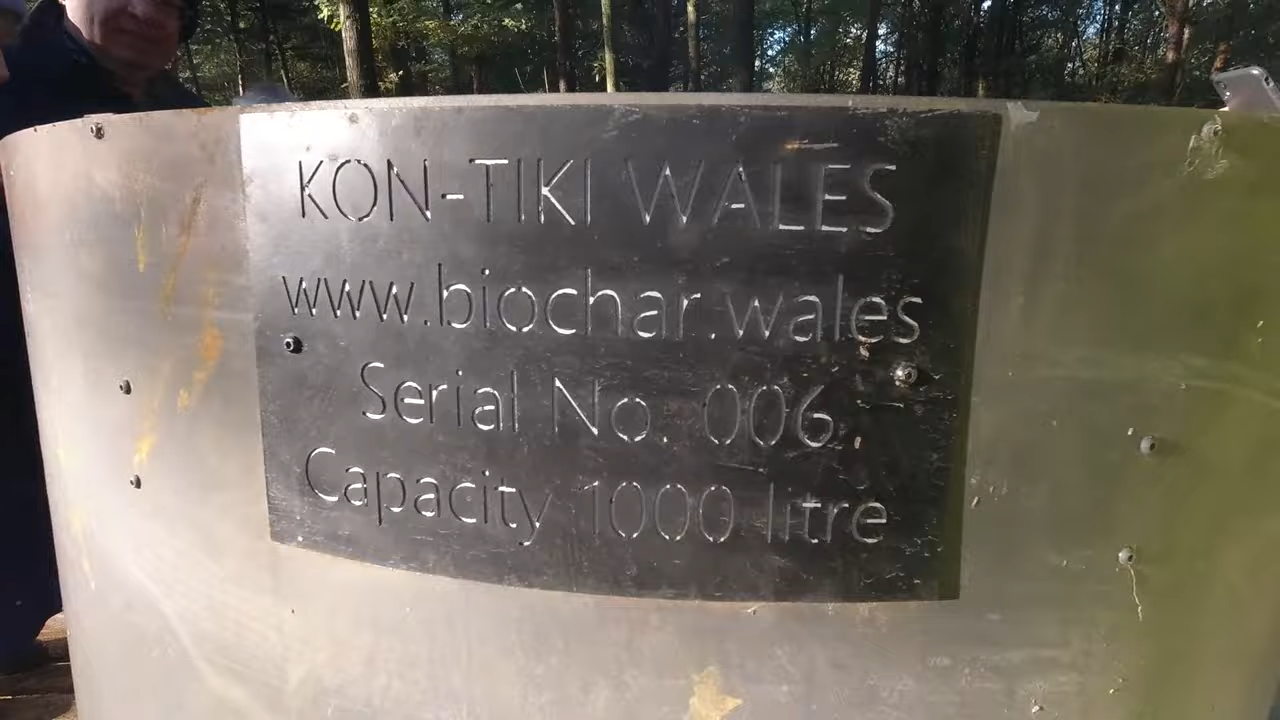 KON-TIKI WALES
www.biochar.wales
Serial No. 006
Capacity 1000 litre